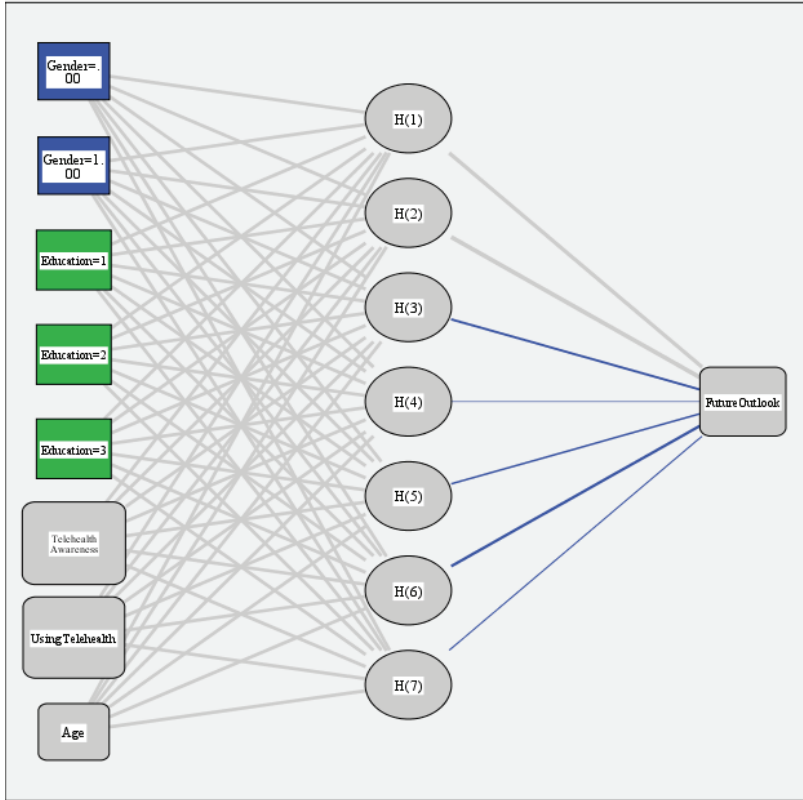 Gender=.
00
Gender=1.
00
Education=1
Education=2
Education=3
Telehealth
Awareness
Using Telehealth
Age
H(1)
H(2)
H(3)
H(4)
H(5)
H(6)
H(7)
Future Outlook